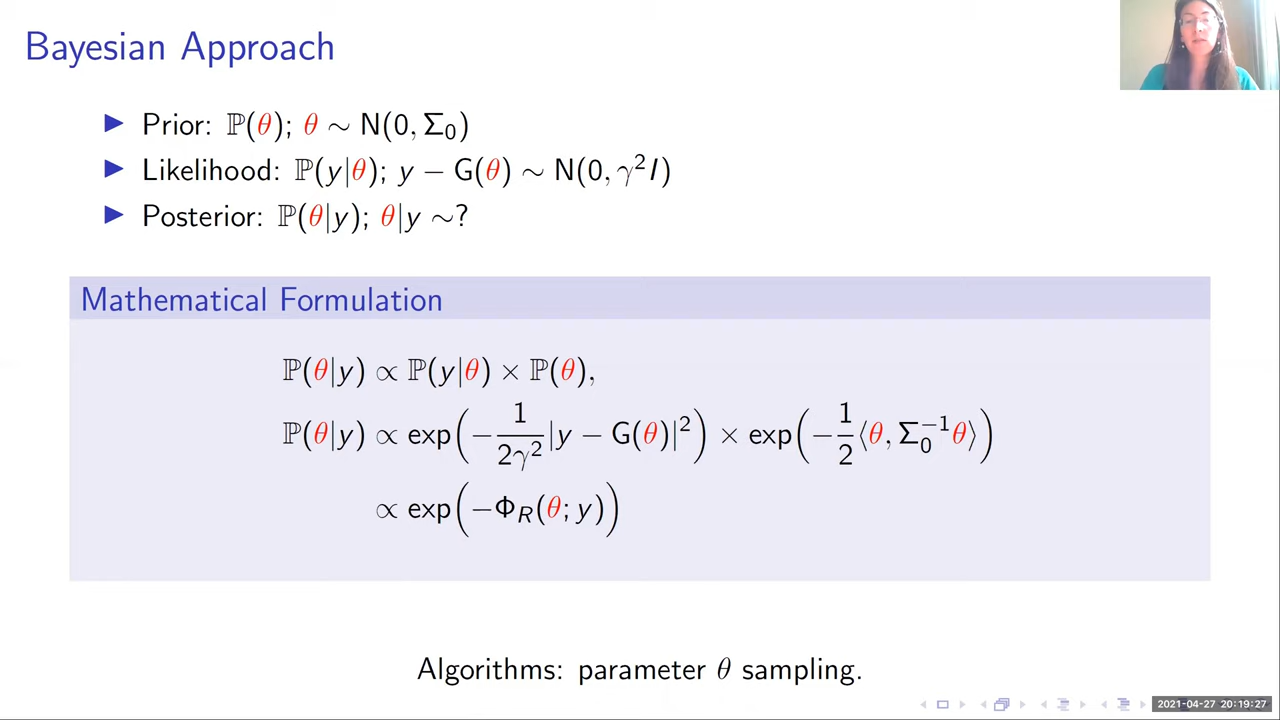 Bayesian Approach
▶ Prior: ℙ(θ); θ ∼ N(0, Σ₀)
▶ Likelihood: ℙ(y|θ); y − G(θ) ∼ N(0, γ²I)
▶ Posterior: ℙ(θ|y); θ|y ∼?
Mathematical Formulation
ℙ(θ|y) ∝ ℙ(y|θ) × ℙ(θ),
ℙ(θ|y) ∝ exp(−1/2γ² |y − G(θ)|²) × exp(−1/2 ⟨θ, Σ₀⁻¹θ⟩)
∝ exp(−Φ_R(θ; y))
Algorithms: parameter θ sampling.
2021-04-27 20:19:27